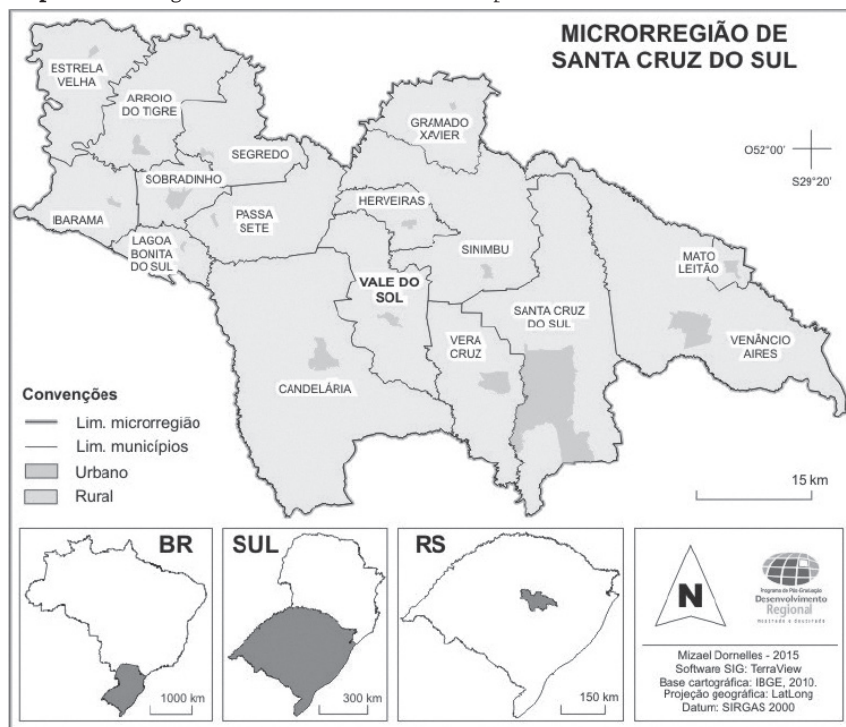 MICRORREGIÃO DE
SANTA CRUZ DO SUL
ESTRELA
VELHA
ARROIO
DO TIGRE
GRAMADO
XAVIER
O52°00'
S29°20'
SEGREDO
SOBRADINHO
HERVEIRAS
IBARAMA
PASSA
SETE
LAGOA
BONITA
DO SUL
SINIMBU
MATO
LEITÃO
VALE DO
SOL
SANTA CRUZ
DO SUL
VERA
CRUZ
VENÂNCIO
AIRES
CANDELÁRIA
Convenções
Lim. microrregião
Lim. municípios
Urbano
Rural
15 km
BR
1000 km
SUL
300 km
RS
150 km
N
Programa de Pós-Graduação
Desenvolvimento
Regional
MESTRADO e DOUTORADO
Mizael Dornelles - 2015
Software SIG: TerraView
Base cartográfica: IBGE, 2010.
Projeção geográfica: LatLong
Datum: SIRGAS 2000